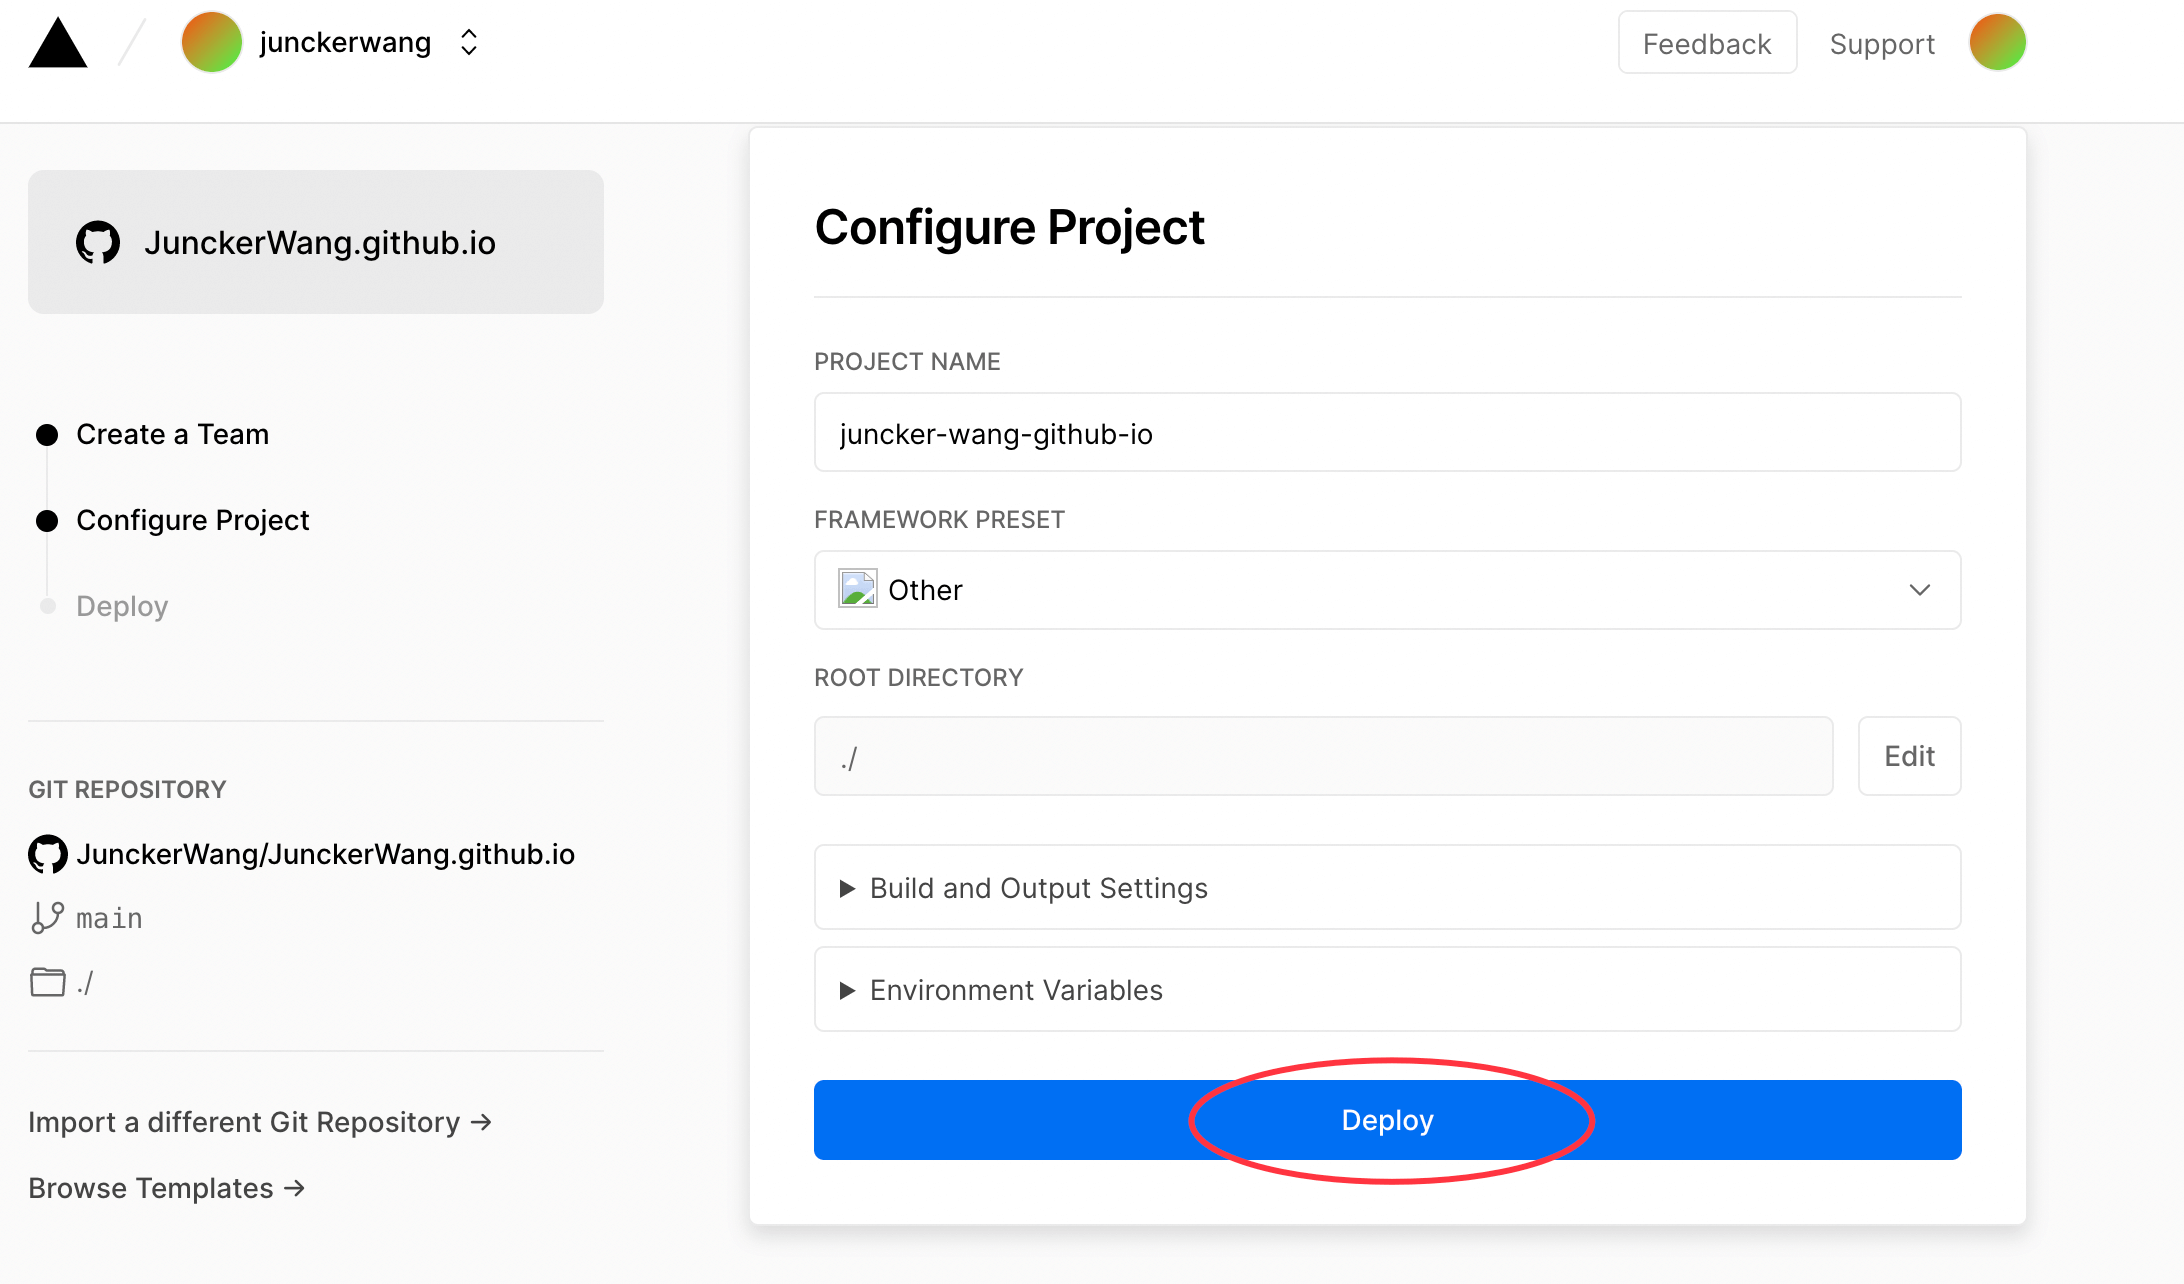 junckerwang
Feedback
Support
JunckerWang.github.io
Create a Team
Configure Project
Deploy
GIT REPOSITORY
JunckerWang/JunckerWang.github.io
main
./
Import a different Git Repository →
Browse Templates →
Configure Project
PROJECT NAME
juncker-wang-github-io
FRAMEWORK PRESET
Other
ROOT DIRECTORY
./
Edit
Build and Output Settings
Environment Variables
Deploy